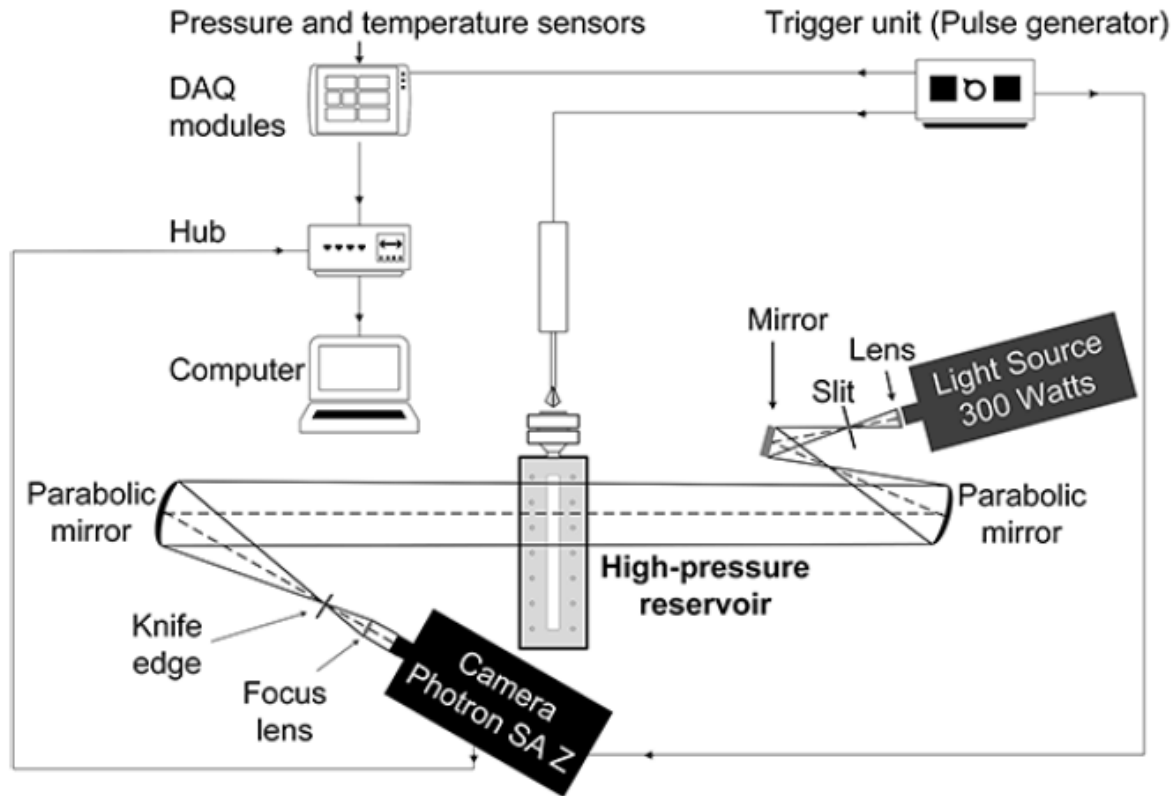 Pressure and temperature sensors
Trigger unit (Pulse generator)
DAQ
modules
Hub
Computer
Mirror
Lens
Slit
Light Source
300 Watts
Parabolic
mirror
Parabolic
mirror
High-pressure
reservoir
Knife
edge
Focus
lens
Camera
Photron SA Z